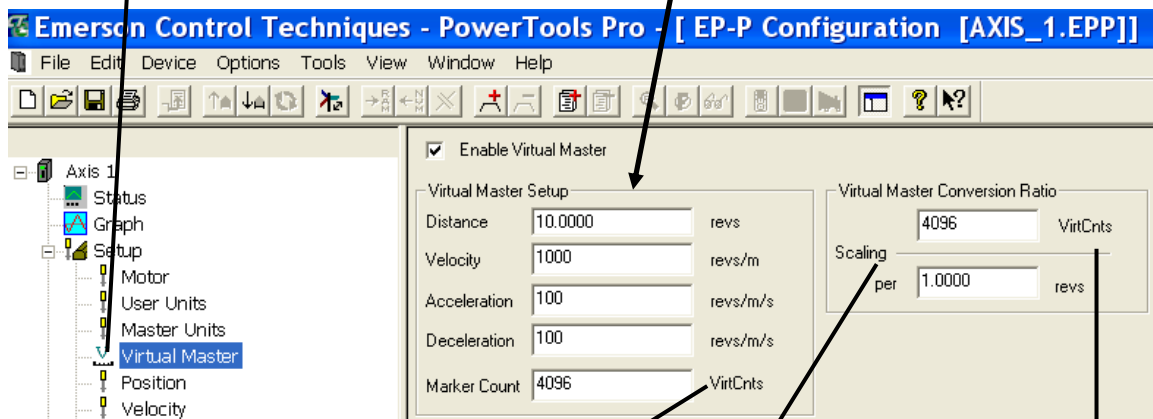 Emerson Control Techniques - PowerTools Pro - [ EP-P Configuration [AXIS_1.EPP]]
File Edit Device Options Tools View Window Help
Enable Virtual Master
Axis 1
Status
Graph
Setup
Motor
User Units
Master Units
Virtual Master
Position
Velocity
Virtual Master Setup
Distance 10.0000 revs
Velocity 1000 revs/m
Acceleration 100 revs/m/s
Deceleration 100 revs/m/s
Marker Count 4096 VirtCnts
Virtual Master Conversion Ratio
4096 VirtCnts
Scaling
per 1.0000 revs